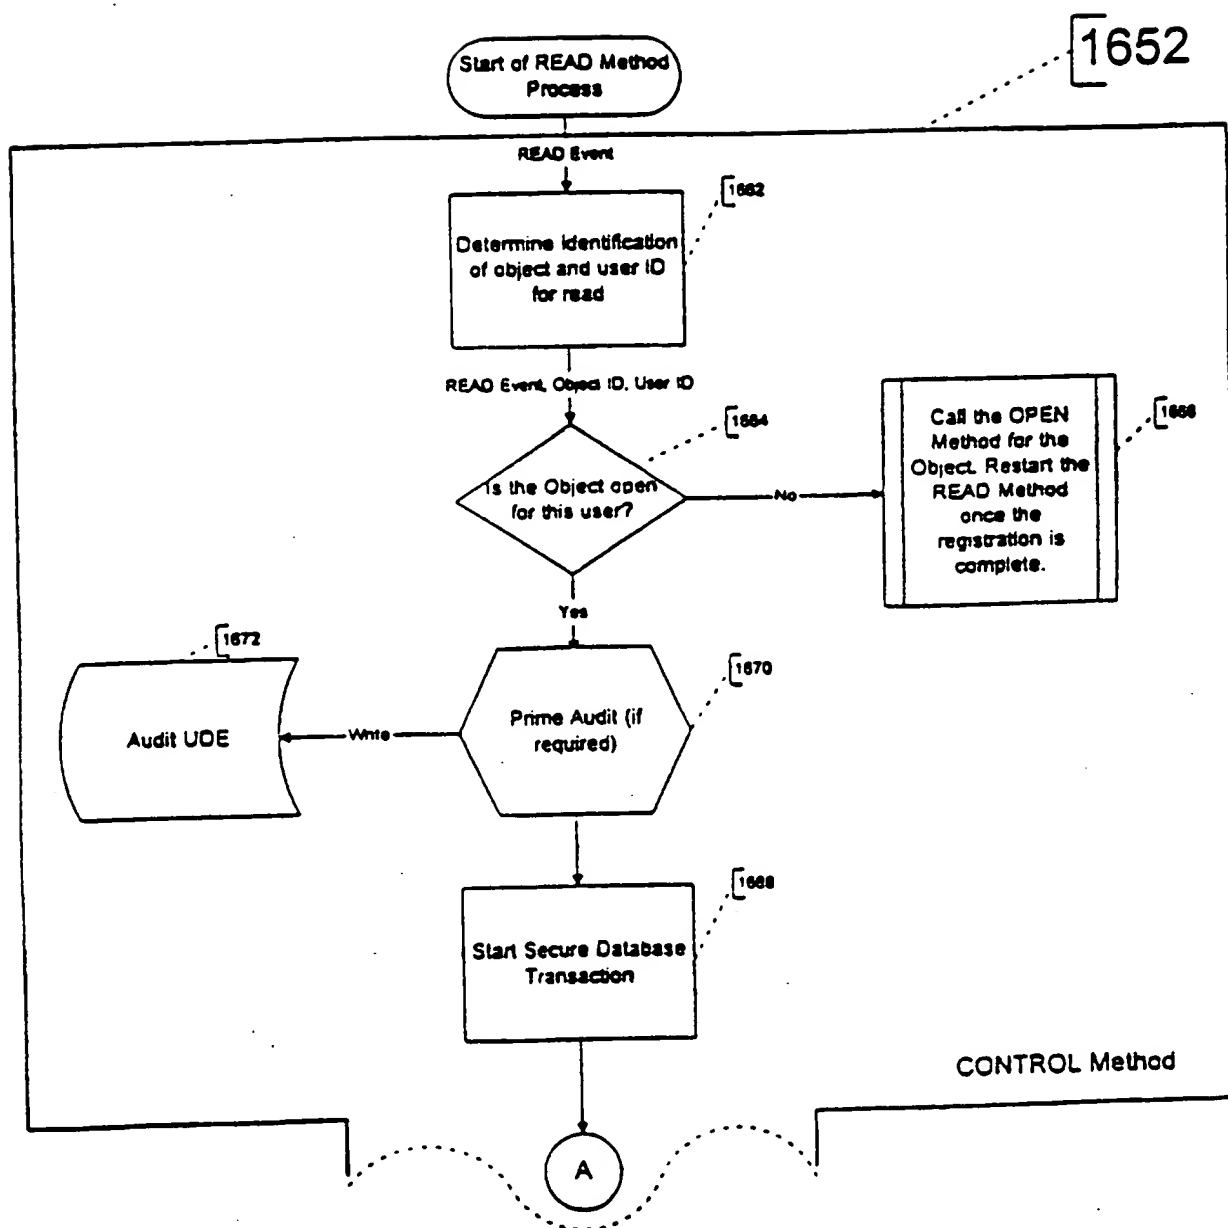 1652
Start of READ Method
Process
READ Event
1662
Determine identification
of object and user ID
for read
READ Event, Object ID, User ID
1664
Is the Object open
for this user?
No
1666
Call the OPEN
Method for the
Object. Restart the
READ Method
once the
registration is
complete.
Yes
1672
Audit UDE
Write
1670
Prime Audit (if
required)
1668
Start Secure Database
Transaction
CONTROL Method
A